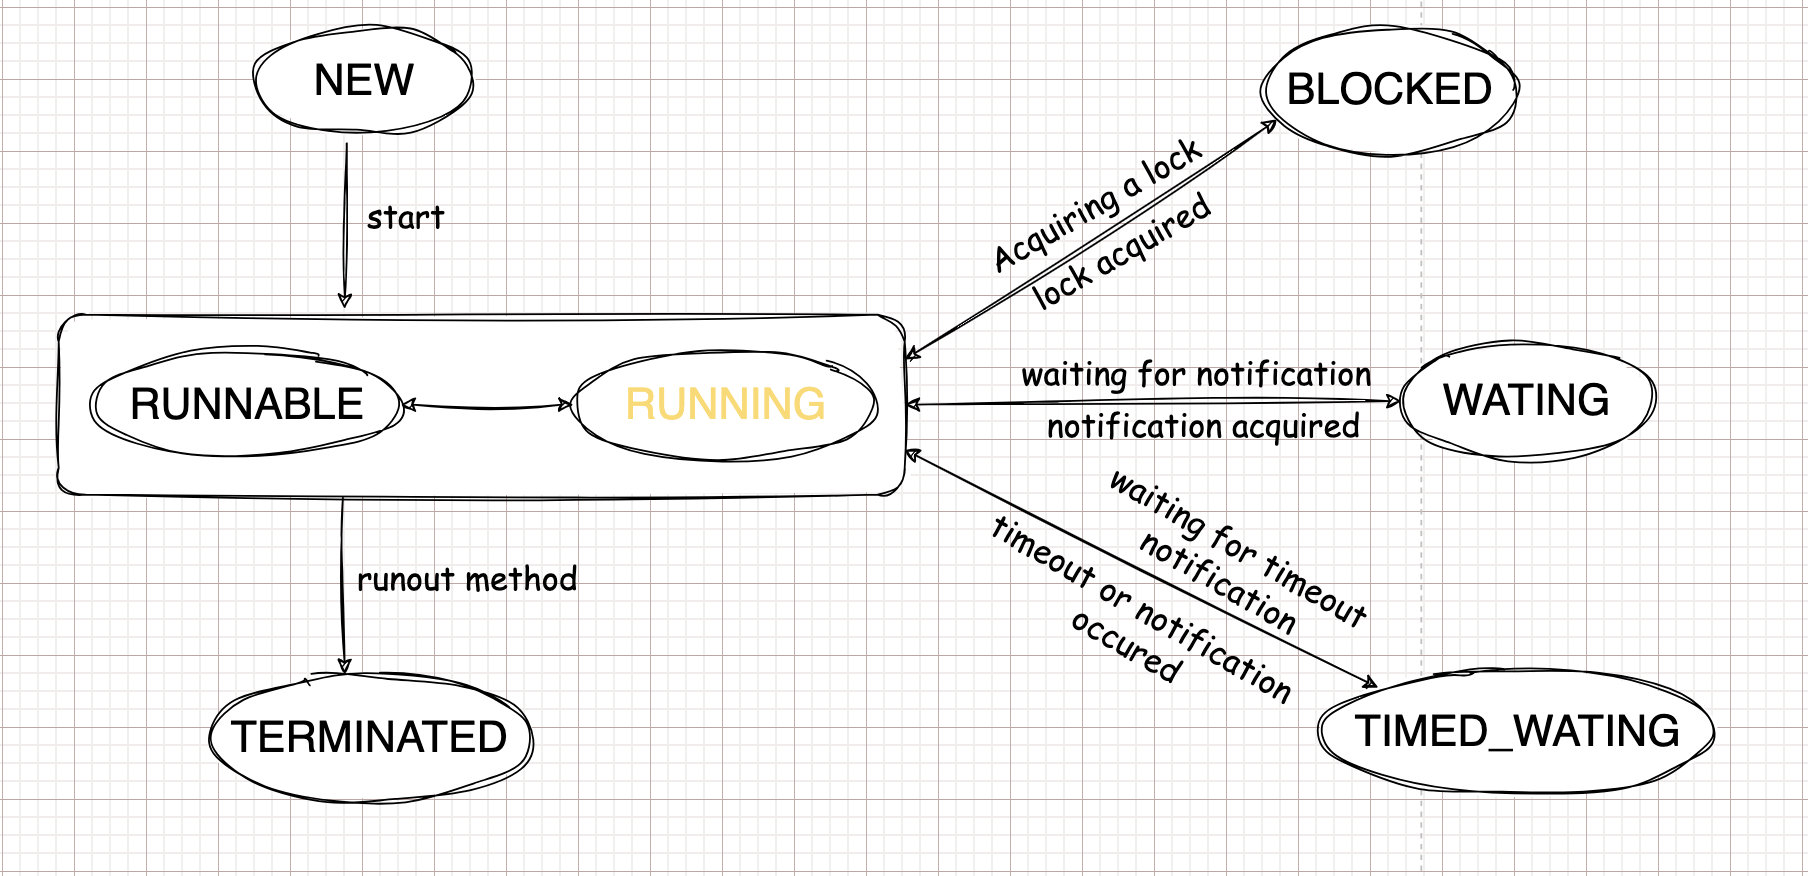 NEW
BLOCKED
start
Acquiring a lock
lock acquired
RUNNABLE
RUNNING
waiting for notification
notification acquired
WATING
waiting for timeout
notification
timeout or notification
occured
runout method
TERMINATED
TIMED_WATING